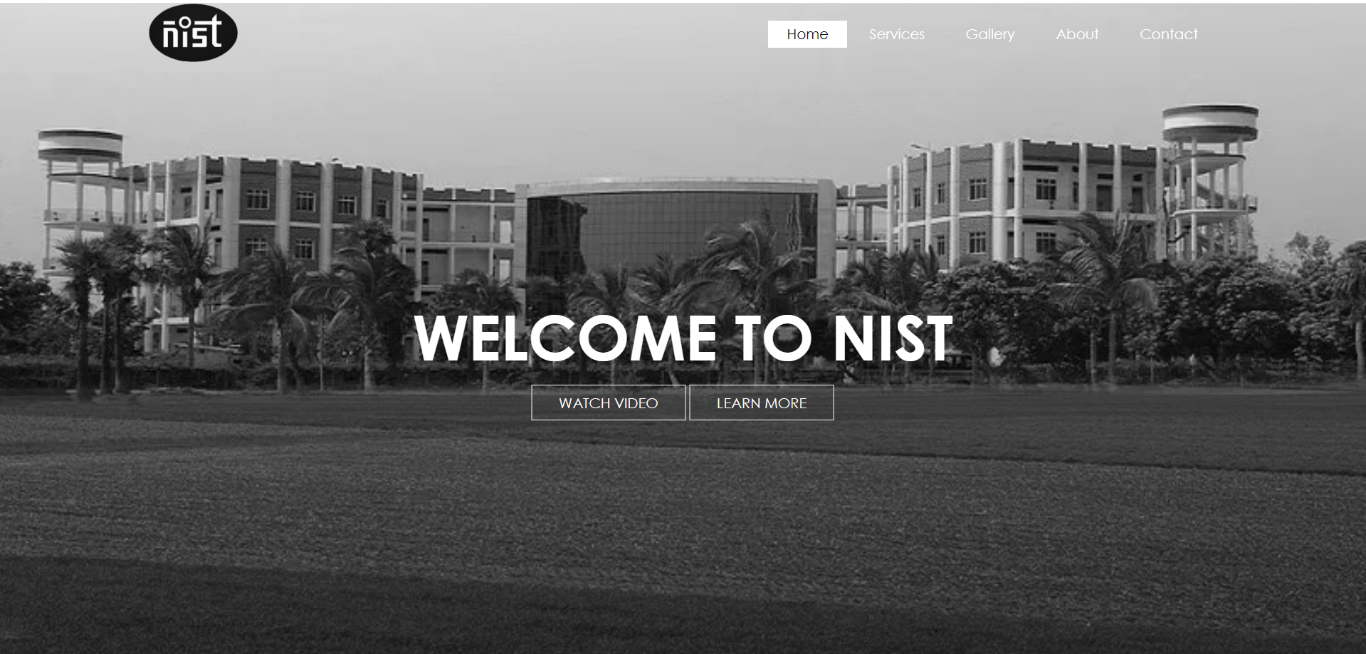 nist
Home Services Gallery About Contact
WELCOME TO NIST
WATCH VIDEO LEARN MORE